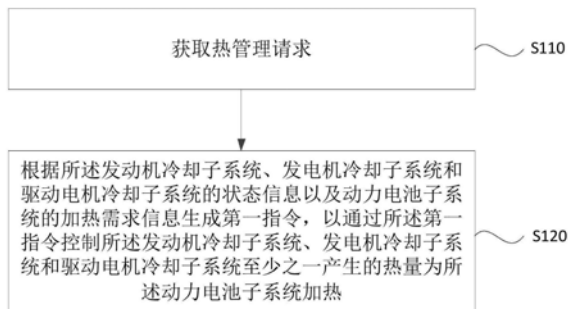 获取热管理请求
S110
根据所述发动机冷却子系统、发电机冷却子系统和
驱动电机冷却子系统的状态信息以及动力电池子系
统的加热需求信息生成第一指令，以通过所述第一
指令控制所述发动机冷却子系统、发电机冷却子系
统和驱动电机冷却子系统至少之一产生的热量为所
述动力电池子系统加热
S120